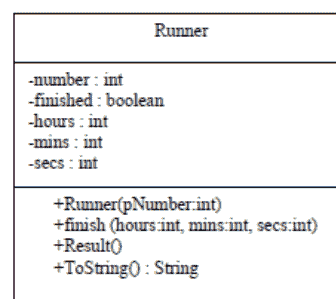 Runner
-number : int
-finished : boolean
-hours : int
-mins : int
-secs : int
+Runner(pNumber:int)
+finish (hours:int, mins:int, secs:int)
+Result()
+ToString() : String